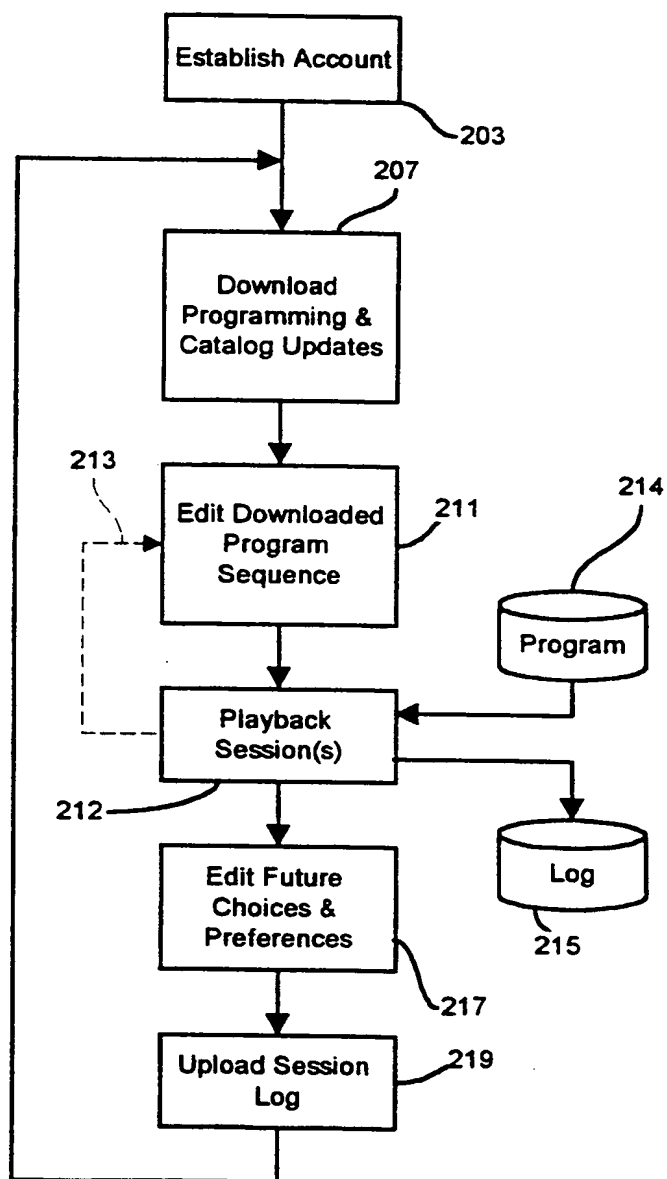 Establish Account
203
207
Download
Programming &
Catalog Updates
213
Edit Downloaded
Program
Sequence
211
214
Program
Playback
Session(s)
212
Log
215
Edit Future
Choices &
Preferences
217
Upload Session
Log
219